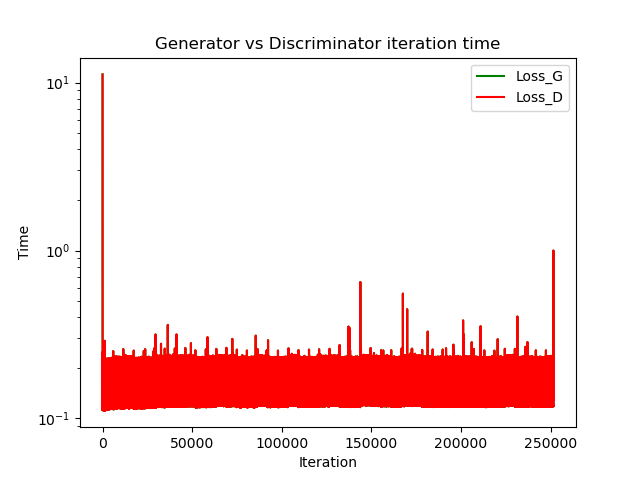 Generator vs Discriminator iteration time
Loss_G
Loss_D
10¹
10⁰
10⁻¹
Time
0 50000 100000 150000 200000 250000
Iteration